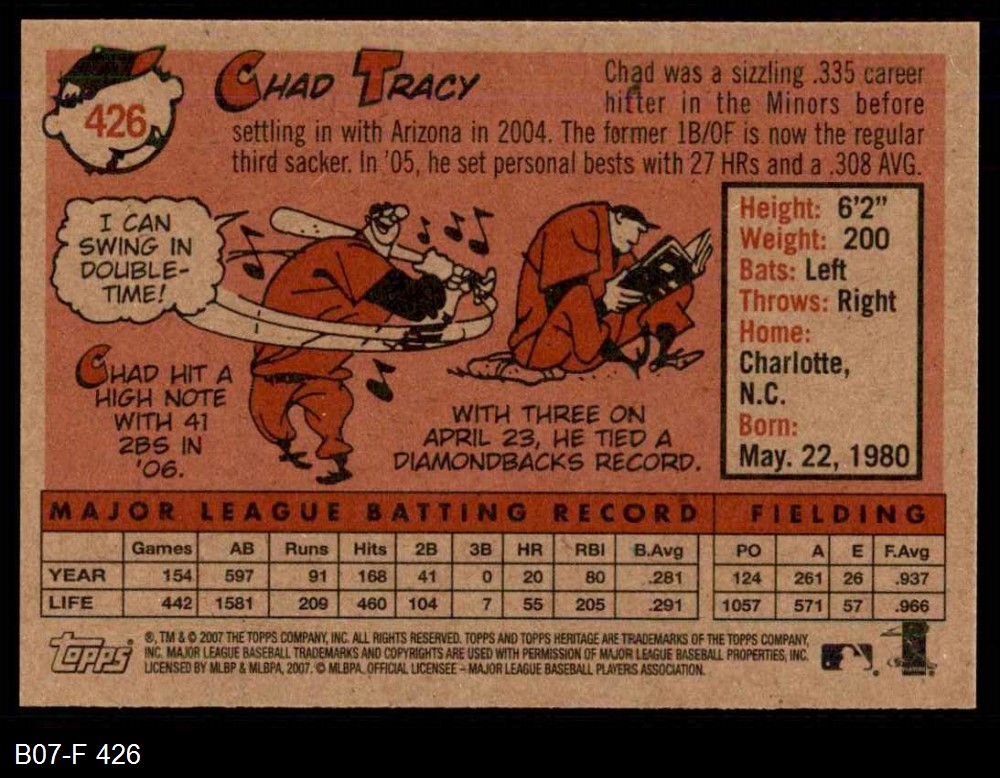 426
CHAD TRACY
Chad was a sizzling .335 career
hitter in the Minors before
settling in with Arizona in 2004. The former 1B/OF is now the regular
third sacker. In '05, he set personal bests with 27 HRs and a .308 AVG.
I CAN
SWING IN
DOUBLE-
TIME!
CHAD HIT A
HIGH NOTE
WITH 41
2BS IN
'06.
WITH THREE ON
APRIL 23, HE TIED A
DIAMONDBACKS RECORD.
Height: 6'2"
Weight: 200
Bats: Left
Throws: Right
Home:
Charlotte,
N.C.
Born:
May. 22, 1980
MAJOR LEAGUE BATTING RECORD FIELDING
Games AB Runs Hits 2B 3B HR RBI B.Avg PO A E F.Avg
YEAR 154 597 91 168 41 0 20 80 .281 124 261 26 .937
LIFE 442 1581 209 460 104 7 55 205 .291 1057 571 57 .966
Topps
®, TM & © 2007 THE TOPPS COMPANY, INC. ALL RIGHTS RESERVED. TOPPS AND TOPPS HERITAGE ARE TRADEMARKS OF THE TOPPS COMPANY,
INC. MAJOR LEAGUE BASEBALL TRADEMARKS AND COPYRIGHTS ARE USED WITH PERMISSION OF MAJOR LEAGUE BASEBALL PROPERTIES, INC.
LICENSED BY MLBP & MLBPA, 2007. © MLBPA. OFFICIAL LICENSEE – MAJOR LEAGUE BASEBALL PLAYERS ASSOCIATION.
B07-F 426